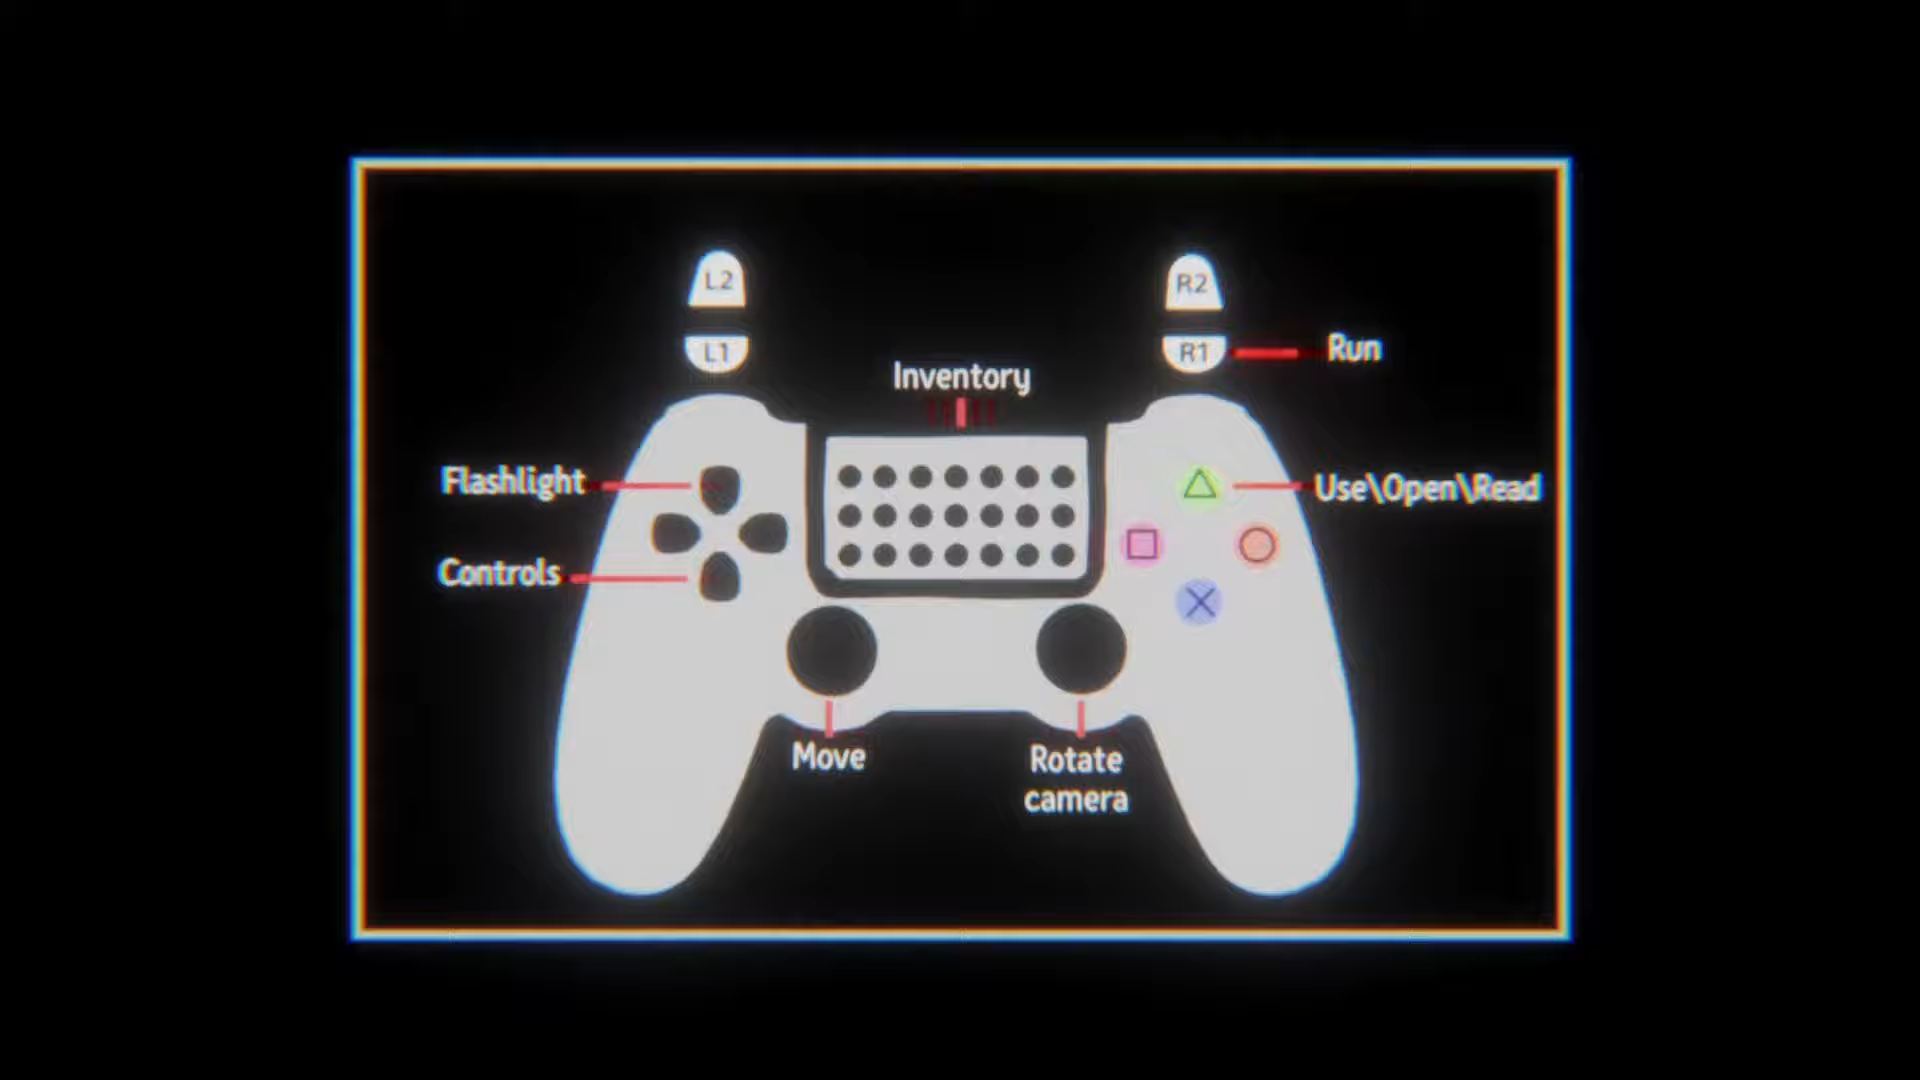 L2
R2
L1
R1
Run
Inventory
Flashlight
Use\Open\Read
Controls
Move
Rotate
camera